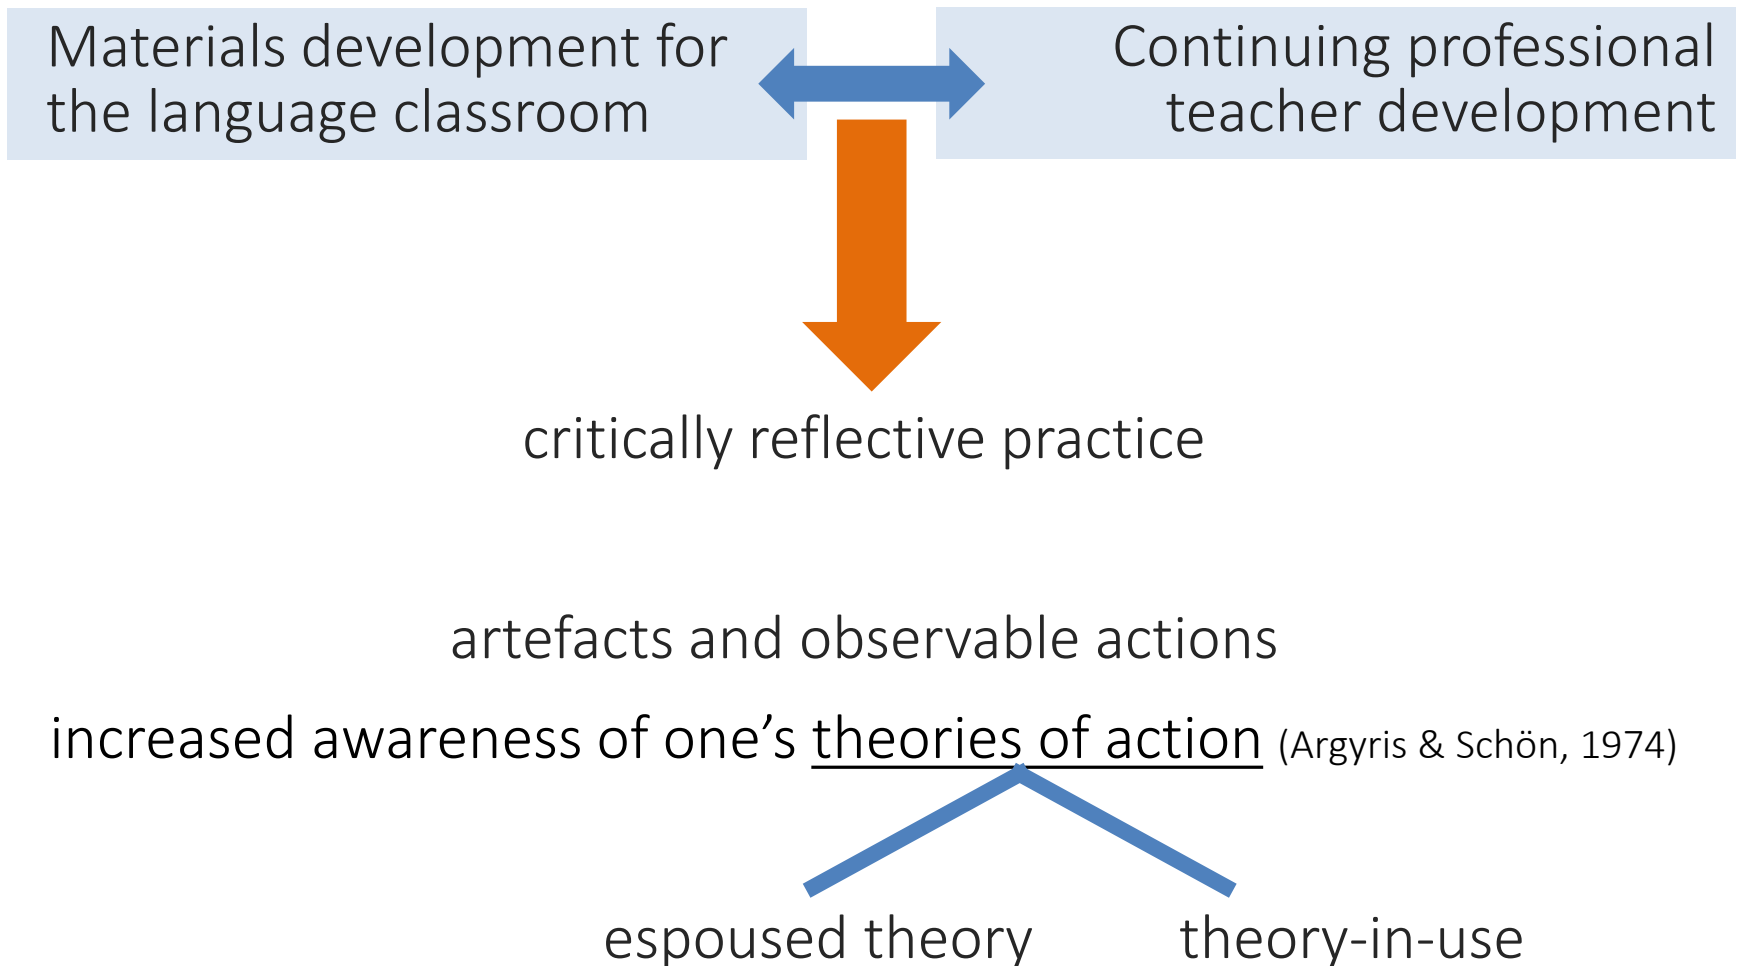 Materials development for
the language classroom
Continuing professional
teacher development
critically reflective practice
artefacts and observable actions
increased awareness of one’s theories of action (Argyris & Schön, 1974)
espoused theory
theory-in-use